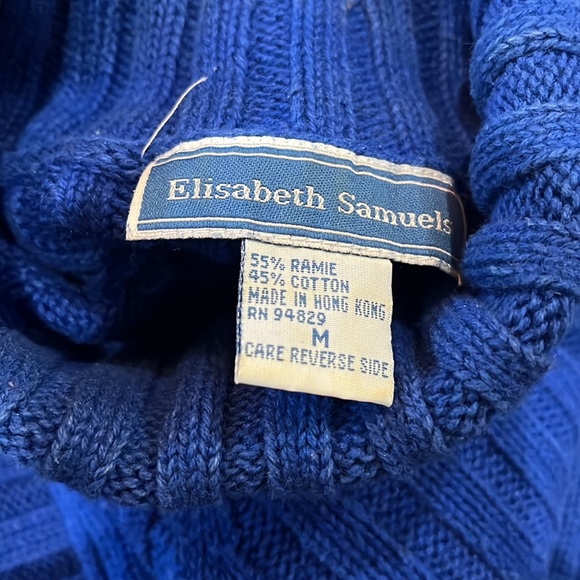 Elisabeth Samuels
55% RAMIE
45% COTTON
MADE IN HONG KONG
RN 94829
M
CARE REVERSE SIDE